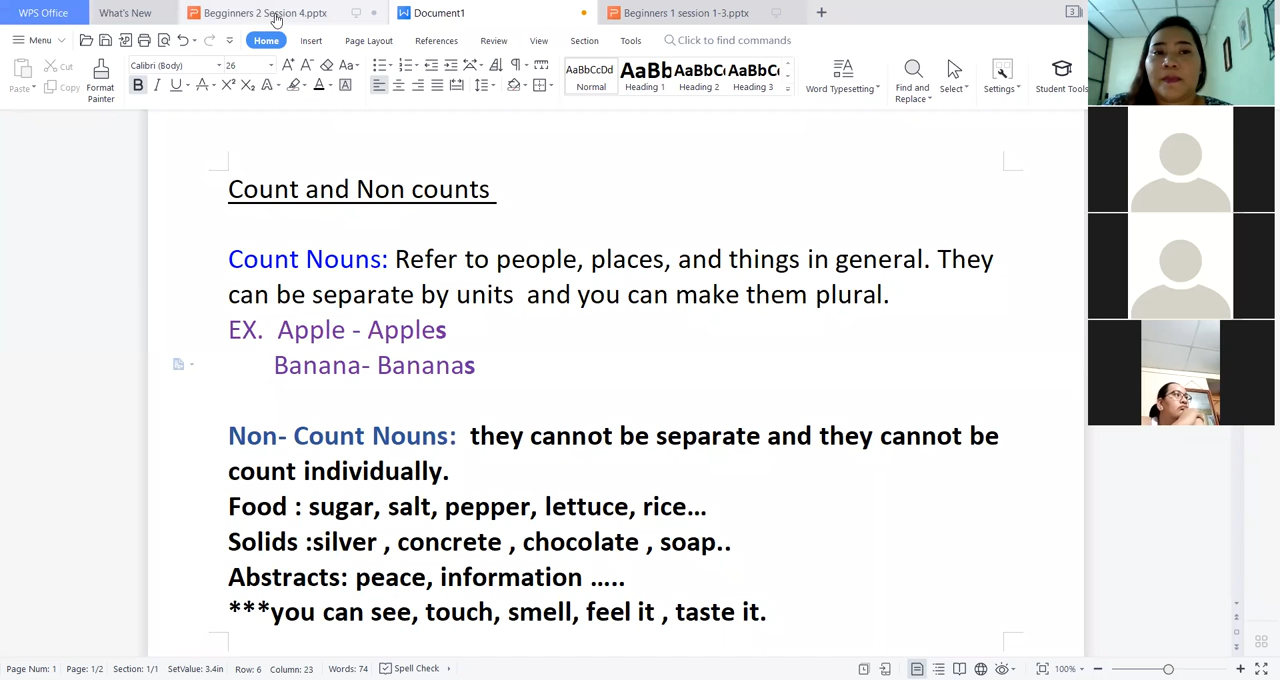 WPS Office What's New Begginners 2 Session 4.pptx Document1 Beginners 1 session 1-3.pptx + 3
Menu Home Insert Page Layout References Review View Section Tools Click to find commands
Paste Cut Copy Format Painter Calibri (Body) 26 AaBbCcDd Normal AaBb Heading 1 AaBbC Heading 2 AaBbC Heading 3 Word Typesetting Find and Replace Select Settings Student Tools
Count and Non counts
Count Nouns: Refer to people, places, and things in general. They
can be separate by units and you can make them plural.
EX. Apple - Apples
Banana- Bananas
Non- Count Nouns: they cannot be separate and they cannot be
count individually.
Food : sugar, salt, pepper, lettuce, rice...
Solids :silver , concrete , chocolate , soap..
Abstracts: peace, information .....
***you can see, touch, smell, feel it , taste it.
Page Num: 1 Page: 1/2 Section: 1/1 SetValue: 3.4in Row: 6 Column: 23 Words: 74 Spell Check 100%